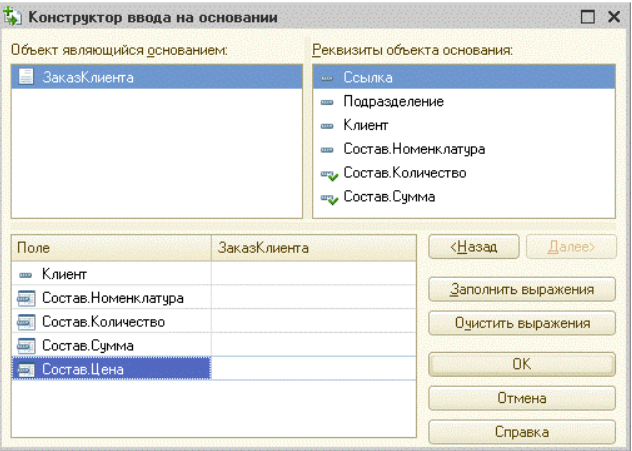 Конструктор ввода на основании
Объект являющийся основанием:
ЗаказКлиента
Реквизиты объекта основания:
Ссылка
Подразделение
Клиент
Состав.Номенклатура
Состав.Количество
Состав.Сумма
Поле ЗаказКлиента
Клиент
Состав.Номенклатура
Состав.Количество
Состав.Сумма
Состав.Цена
<Назад Далее>
Заполнить выражения
Очистить выражения
OK
Отмена
Справка